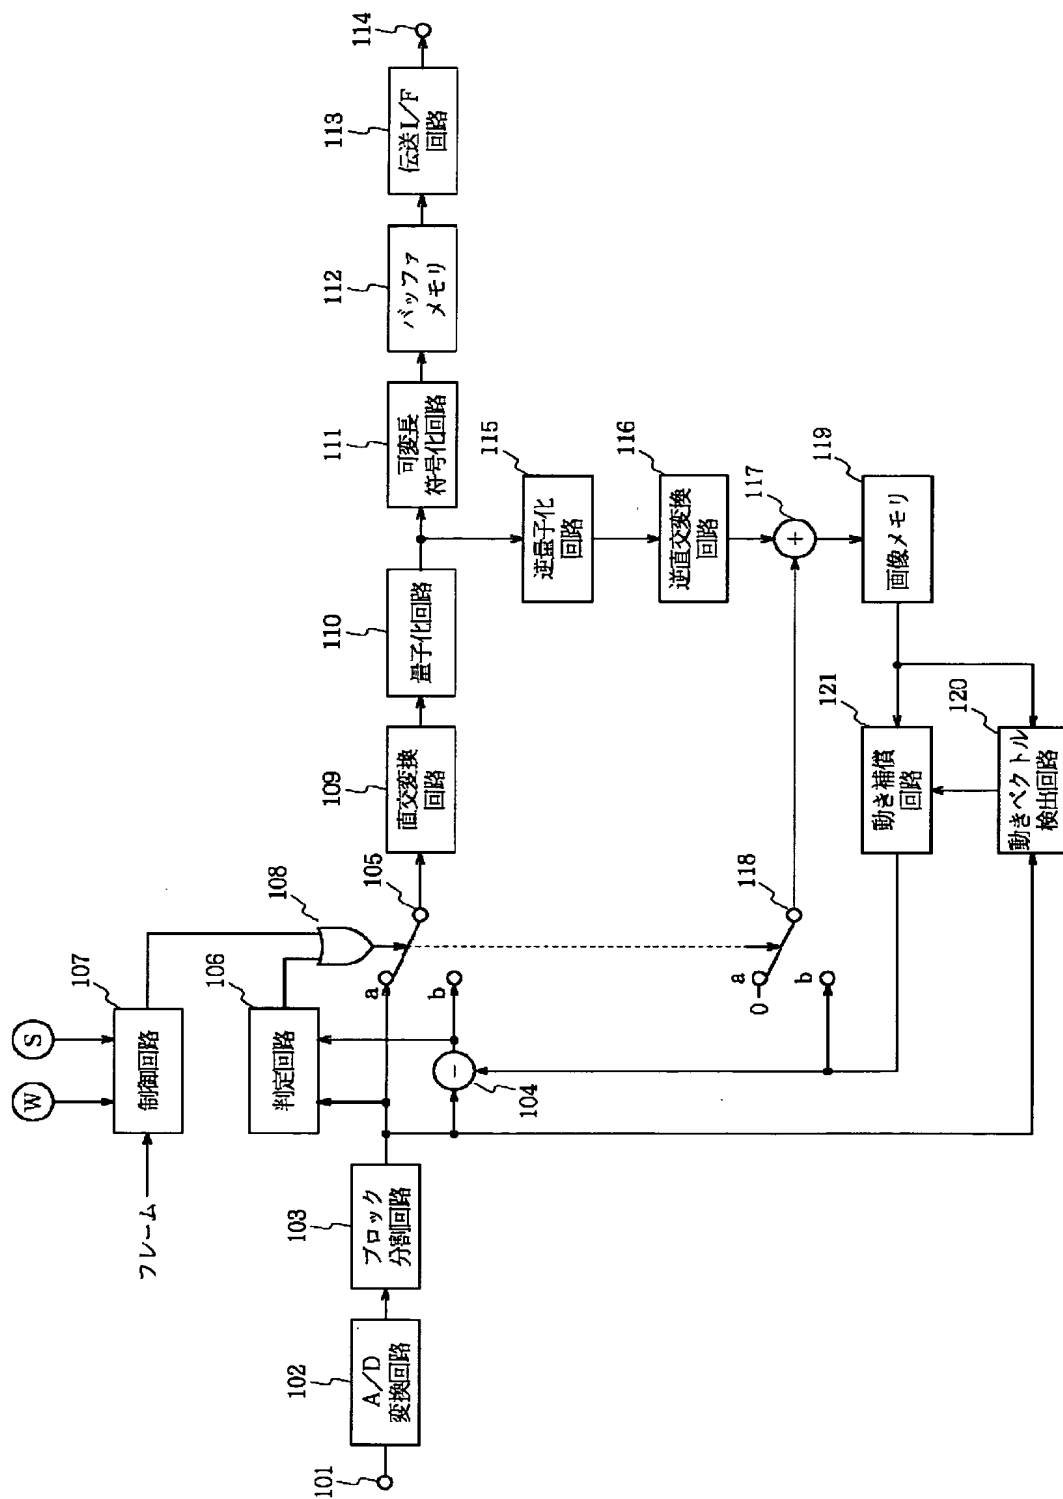 W
S
107
制御回路
フレーム
106
判定回路
108
101
102
A/D
変換回路
103
ブロック
分割回路
a
b
105
104
−
109
直交変換
回路
110
量子化回路
111
可変長
符号化回路
112
バッファ
メモリ
113
伝送I/F
回路
114
115
逆量子化
回路
116
逆直交変換
回路
117
+
118
0
a
b
119
画像メモリ
121
動き補償
回路
120
動きベクトル
検出回路